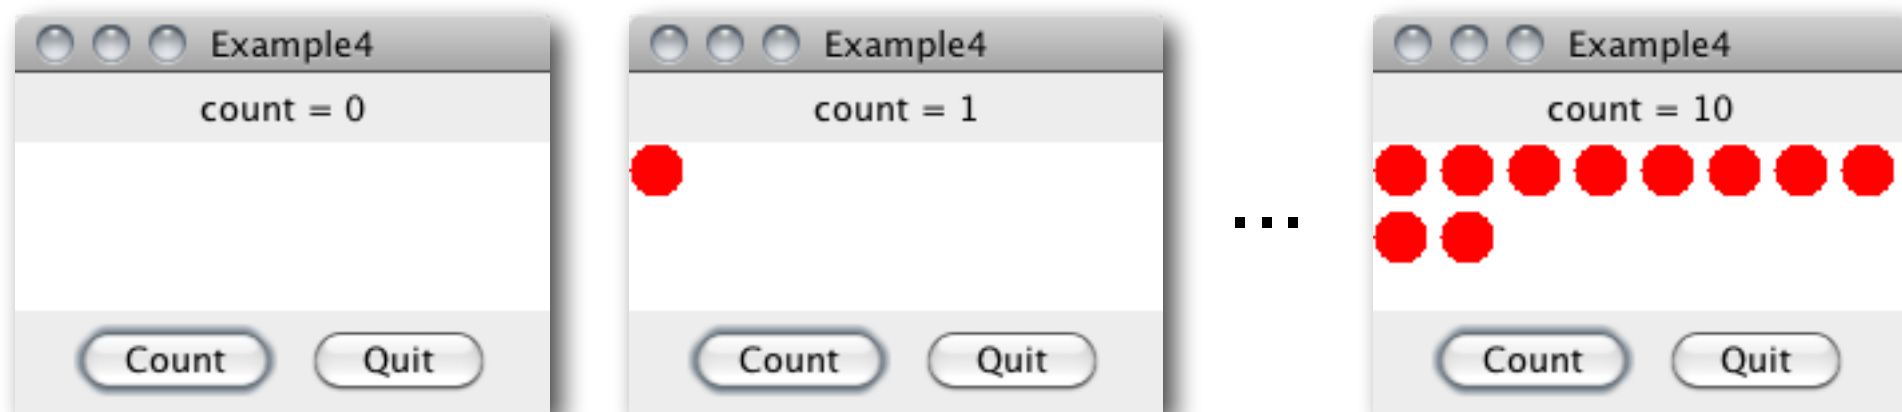 Example4
count = 0
Count
Quit
Example4
count = 1
Count
Quit
...
Example4
count = 10
Count
Quit